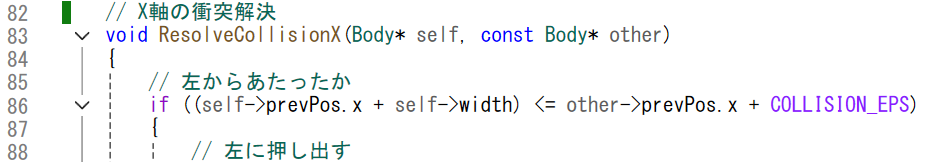 82 // X軸の衝突解決
83 void ResolveCollisionX(Body* self, const Body* other)
84 {
85 // 左からあたったか
86 if ((self->prevPos.x + self->width) <= other->prevPos.x + COLLISION_EPS)
87 {
88 // 左に押し出す